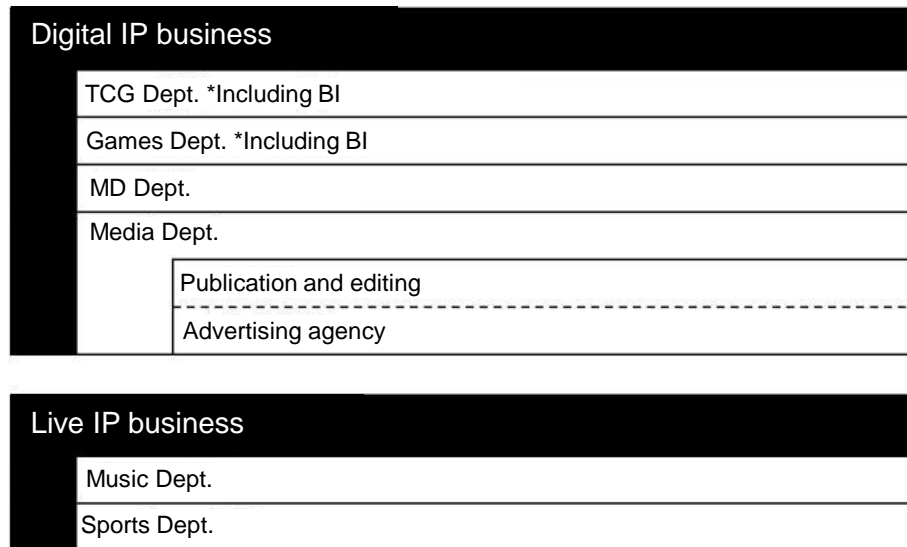 Digital IP business
TCG Dept. *Including BI
Games Dept. *Including BI
MD Dept.
Media Dept.
Publication and editing
Advertising agency
Live IP business
Music Dept.
Sports Dept.